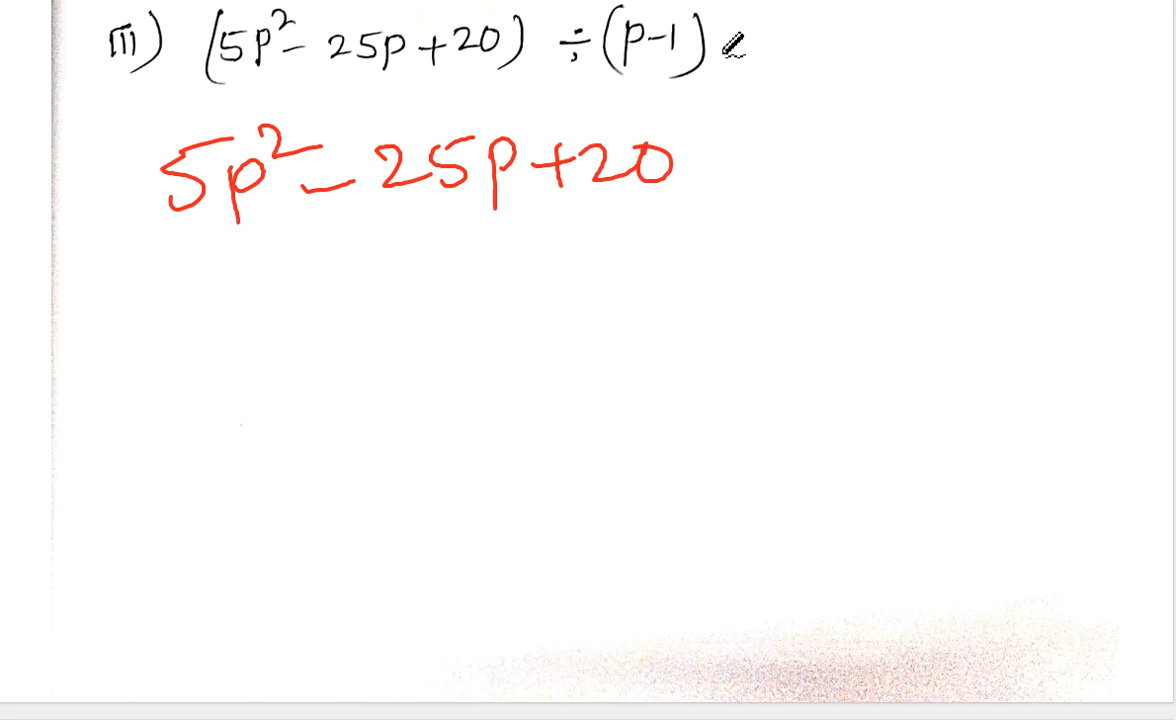 iii) (5p² - 25p + 20) ÷ (p-1)
5p² - 25p + 20